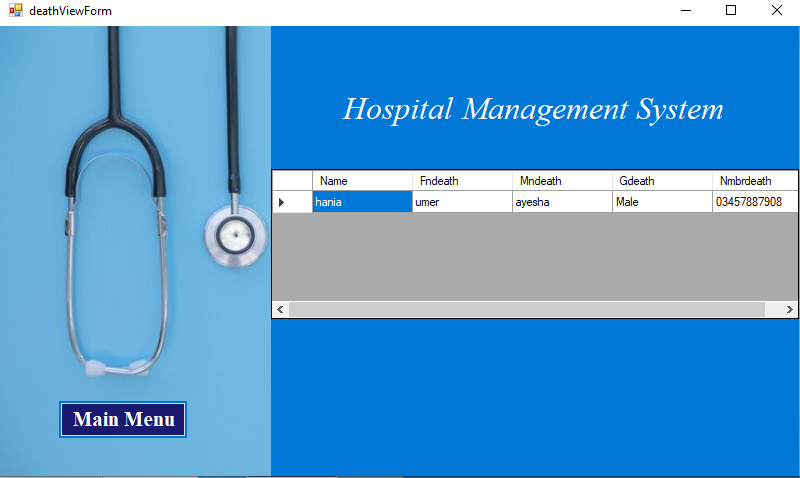 deathViewForm
Hospital Management System
Name Fndeath Mndeath Gdeath Nmbrdeath
hania umer ayesha Male 03457887908
Main Menu